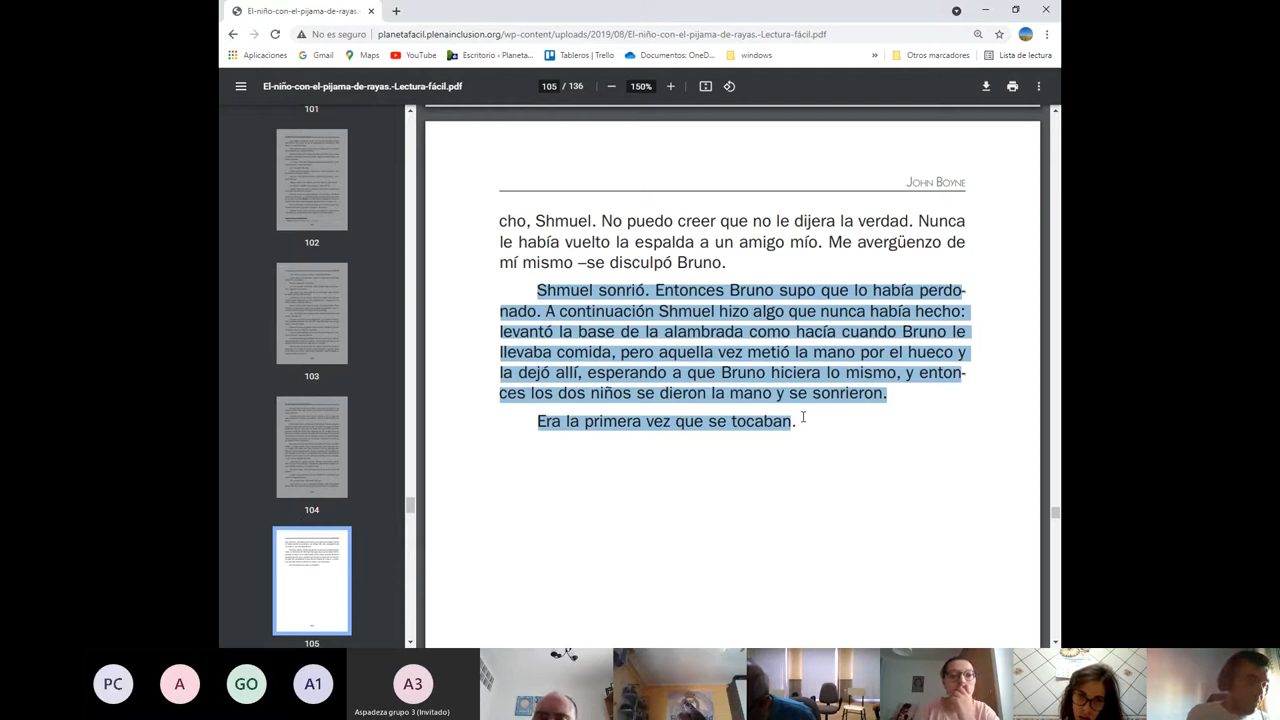 El-niño-con-el-pijama-de-rayas.-
No es seguro planetafacil.plenainclusion.org/wp-content/uploads/2019/08/El-niño-con-el-pijama-de-rayas.-Lectura-fácil.pdf
Aplicaciones Gmail Maps YouTube Escritorio ‹ Planeta... Tableros | Trello Documentos: OneD... windows » Otros marcadores Lista de lectura
El-niño-con-el-pijama-de-rayas.-Lectura-fácil.pdf 105 / 136 150%
101
102
103
104
105
JOHN BOYNE
cho, Shmuel. No puedo creer que no le dijera la verdad. Nunca
le había vuelto la espalda a un amigo mío. Me avergüenzo de
mí mismo –se disculpó Bruno.
Shmuel sonrió. Entonces Bruno supo que lo había perdo-
nado. A continuación Shmuel hizo algo que nunca había hecho:
levantó la base de la alambrada como hacía cuando Bruno le
llevaba comida, pero aquella vez metió la mano por el hueco y
la dejó allí, esperando a que Bruno hiciera lo mismo, y enton-
ces los dos niños se dieron la mano y se sonrieron.
Era la primera vez que se tocaban.
PC A GO A1 A3
Aspadeza grupo 3 (Invitado)